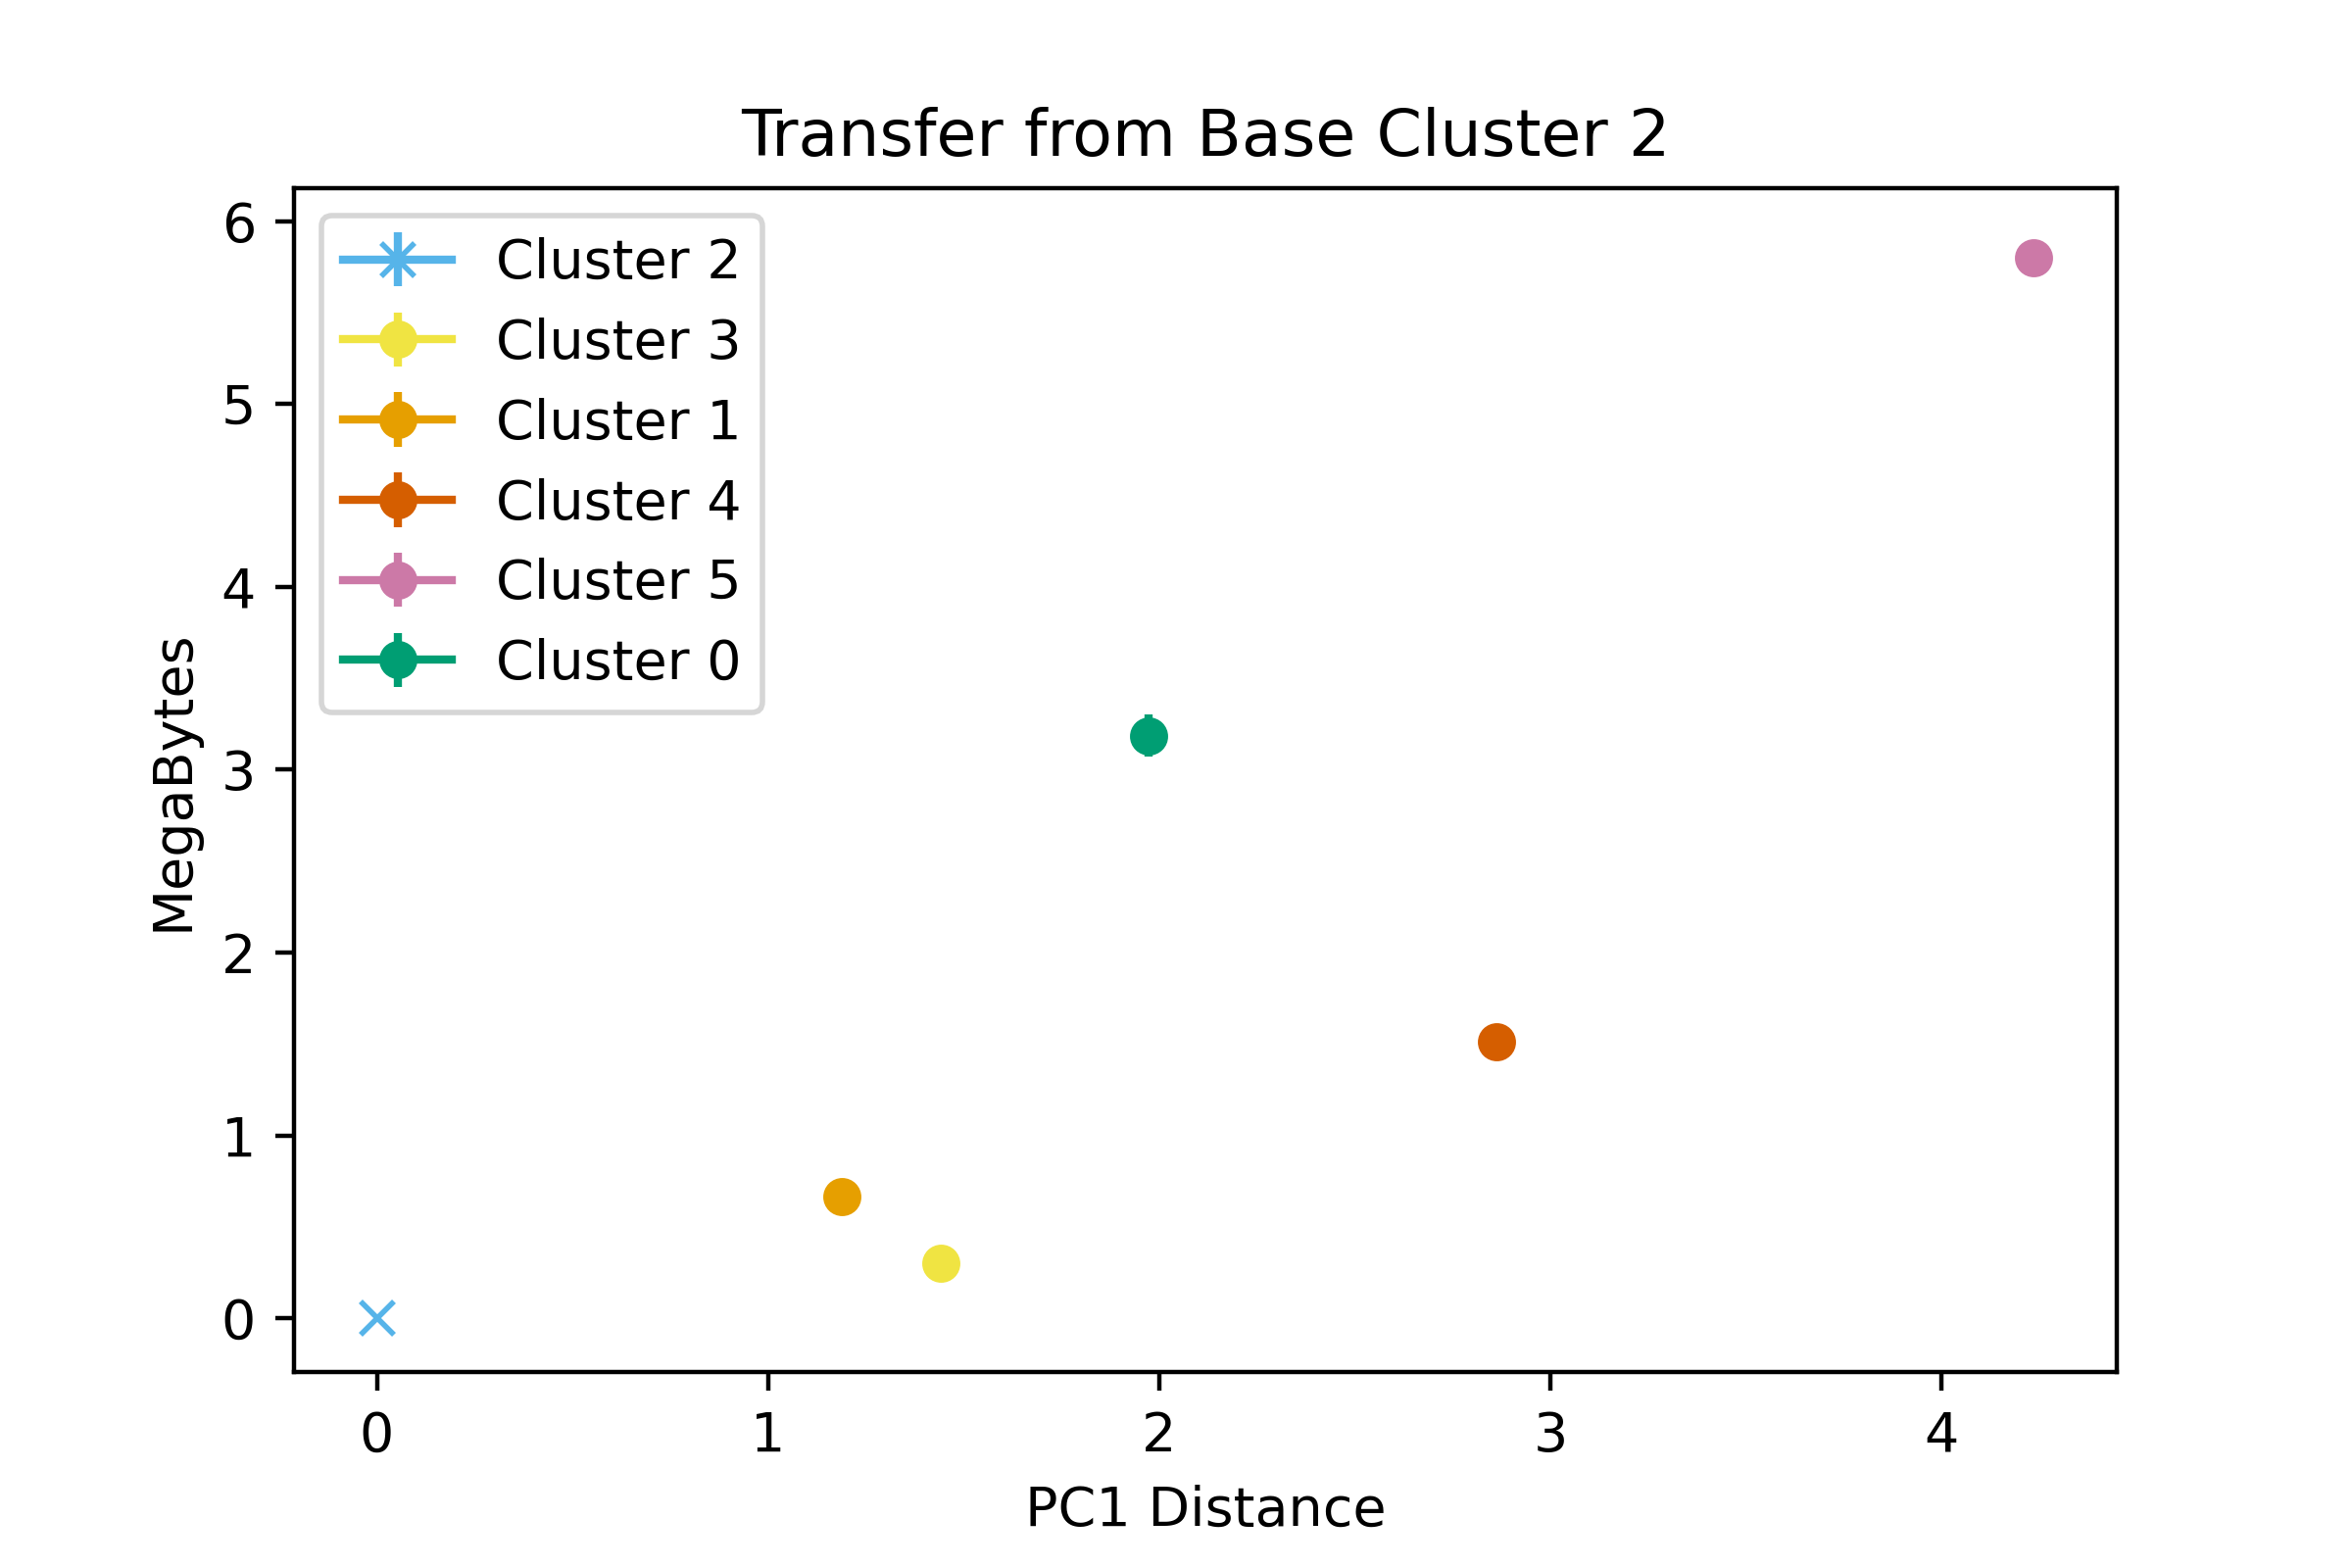 Transfer from Base Cluster 2
6
5
4
3
2
1
0
MegaBytes
Cluster 2
Cluster 3
Cluster 1
Cluster 4
Cluster 5
Cluster 0
0 1 2 3 4
PC1 Distance